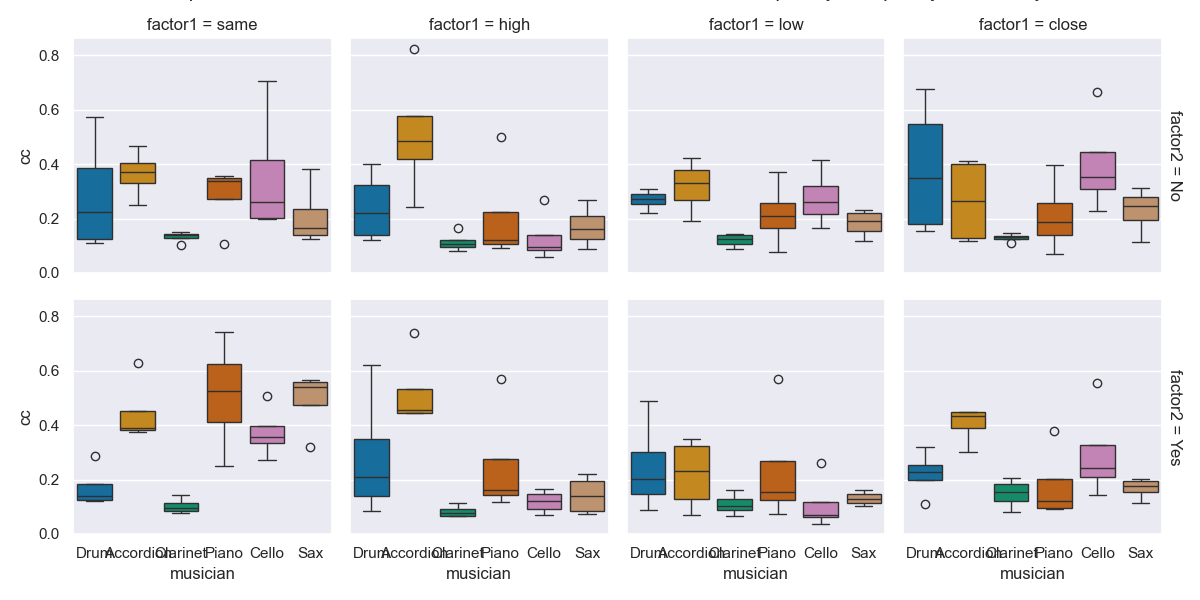 factor1 = same factor1 = high factor1 = low factor1 = close
0.8
0.6
0.4
0.2
0.0
cc
factor2 = No
0.8
0.6
0.4
0.2
0.0
cc
factor2 = Yes
Drum Accordion Clarinet Piano Cello Sax Drum Accordion Clarinet Piano Cello Sax Drum Accordion Clarinet Piano Cello Sax Drum Accordion Clarinet Piano Cello Sax
musician musician musician musician